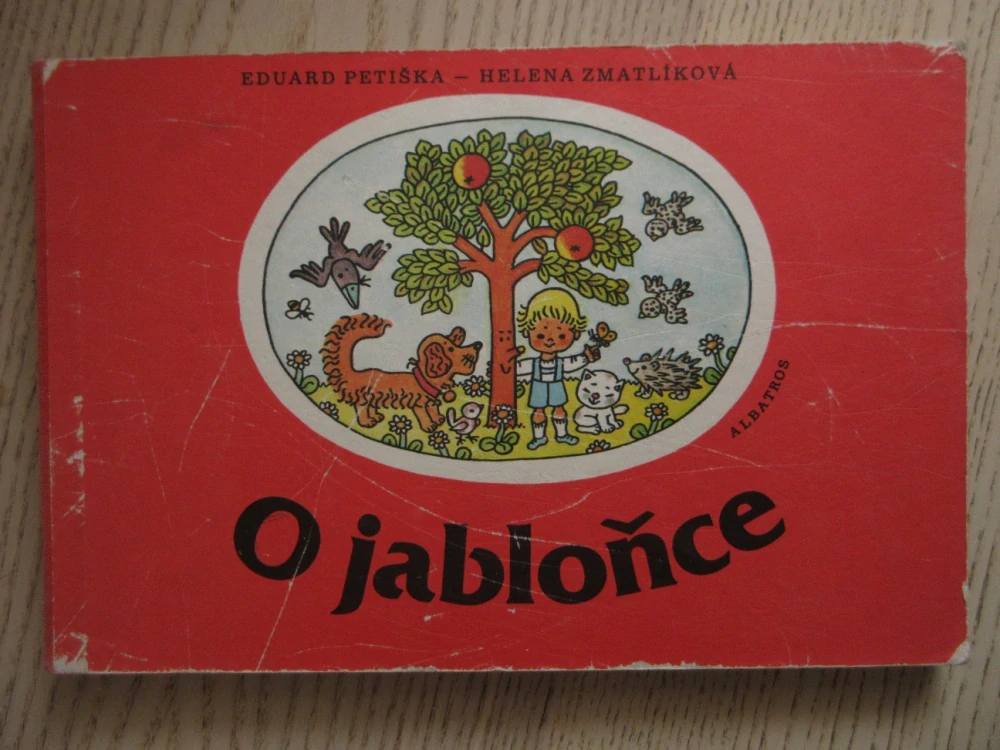 EDUARD PETIŠKA – HELENA ZMATLÍKOVÁ
ALBATROS
O jabloňce